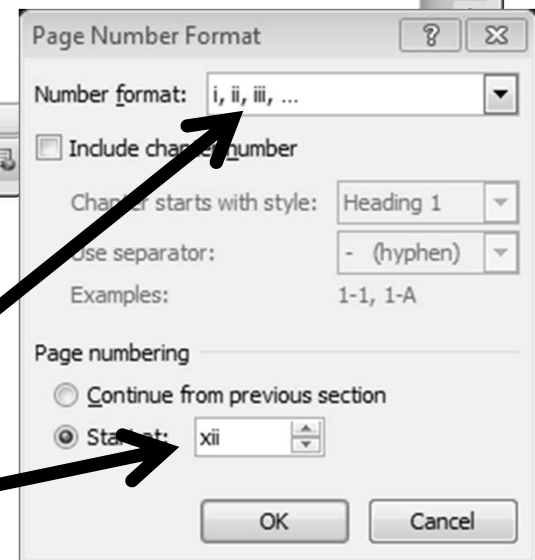 Page Number Format
Number format: i, ii, iii, ...
Include chapter number
Chapter starts with style: Heading 1
Use separator: - (hyphen)
Examples: 1-1, 1-A
Page numbering
Continue from previous section
Start at: xii
OK Cancel